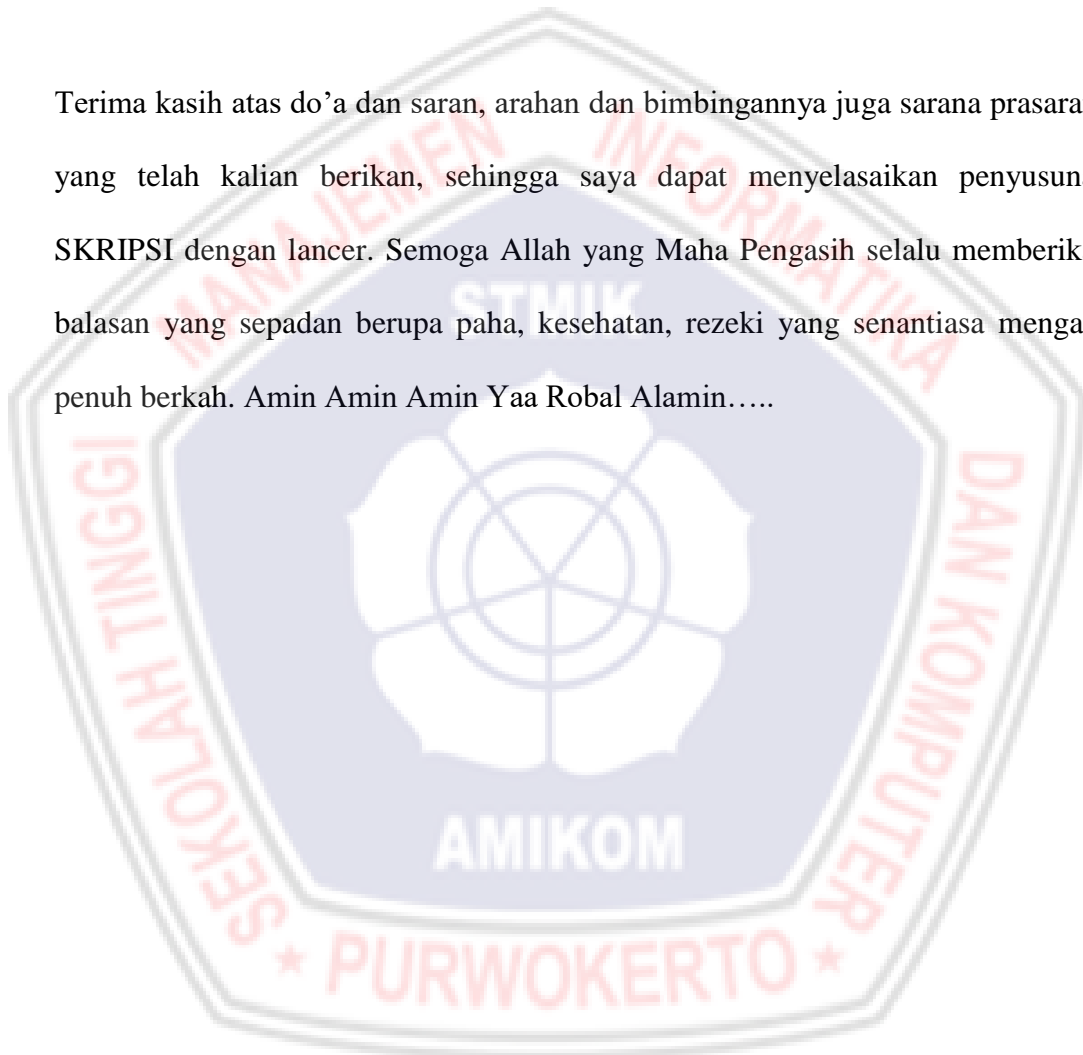 Terima kasih atas do’a dan saran, arahan dan bimbingannya juga sarana prasara
yang telah kalian berikan, sehingga saya dapat menyelasaikan penyusun
SKRIPSI dengan lancer. Semoga Allah yang Maha Pengasih selalu memberik
balasan yang sepadan berupa paha, kesehatan, rezeki yang senantiasa menga
penuh berkah. Amin Amin Amin Yaa Robal Alamin…..
SEKOLAH TINGGI MANAJEMEN INFORMATIKA DAN KOMPUTER
STMIK
AMIKOM
* PURWOKERTO *